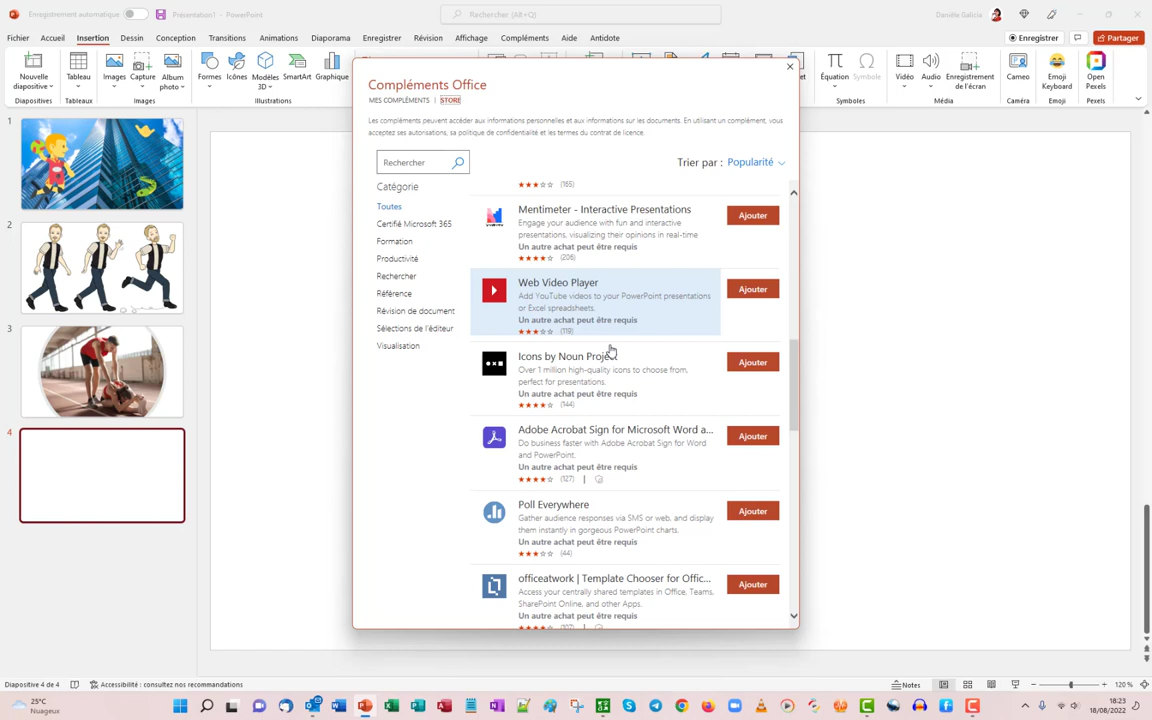 Enregistrement automatique
Présentation1 - PowerPoint
Rechercher (Alt+Q)
Danièle Galicia
Fichier Accueil Insertion Dessin Conception Transitions Animations Diaporama Enregistrer Révision Affichage Compléments Aide Antidote
Enregistrer
Partager
Nouvelle diapositive
Tableau
Images
Capture
Album photo
Formes
Icônes
Modèles 3D
SmartArt
Graphique
Équation
Symbole
Vidéo
Audio
Enregistrement de l'écran
Cameo
Emoji Keyboard
Open Pexels
Diapositives
Tableaux
Images
Illustrations
Symboles
Média
Caméra
Emoji
Pexels
Compléments Office
MES COMPLÉMENTS | STORE
Les compléments peuvent accéder aux informations personnelles et aux informations sur les documents. En utilisant un complément, vous
acceptez ses autorisations, sa politique de confidentialité et les termes du contrat de licence.
Rechercher
Trier par : Popularité
Catégorie
Toutes
Certifié Microsoft 365
Formation
Productivité
Rechercher
Référence
Révision de document
Sélections de l'éditeur
Visualisation
(165)
Mentimeter - Interactive Presentations
Engage your audience with fun and interactive
presentations, visualizing their opinions in real-time
Un autre achat peut être requis
(206)
Ajouter
Web Video Player
Add YouTube videos to your PowerPoint presentations
or Excel spreadsheets.
Un autre achat peut être requis
(119)
Ajouter
Icons by Noun Project
Over 1 million high-quality icons to choose from,
perfect for presentations.
Un autre achat peut être requis
(144)
Ajouter
Adobe Acrobat Sign for Microsoft Word a...
Do business faster with Adobe Acrobat Sign for Word
and PowerPoint.
Un autre achat peut être requis
(127)
Ajouter
Poll Everywhere
Gather audience responses via SMS or web, and display
them instantly in gorgeous PowerPoint charts.
Un autre achat peut être requis
(44)
Ajouter
officeatwork | Template Chooser for Offic...
Access your centrally shared templates in Office, Teams,
SharePoint Online, and other Apps.
Un autre achat peut être requis
(107)
Ajouter
1
2
3
4
Diapositive 4 de 4
Accessibilité : consultez nos recommandations
Notes
120 %
25°C
Nuageux
18:23
18/08/2022